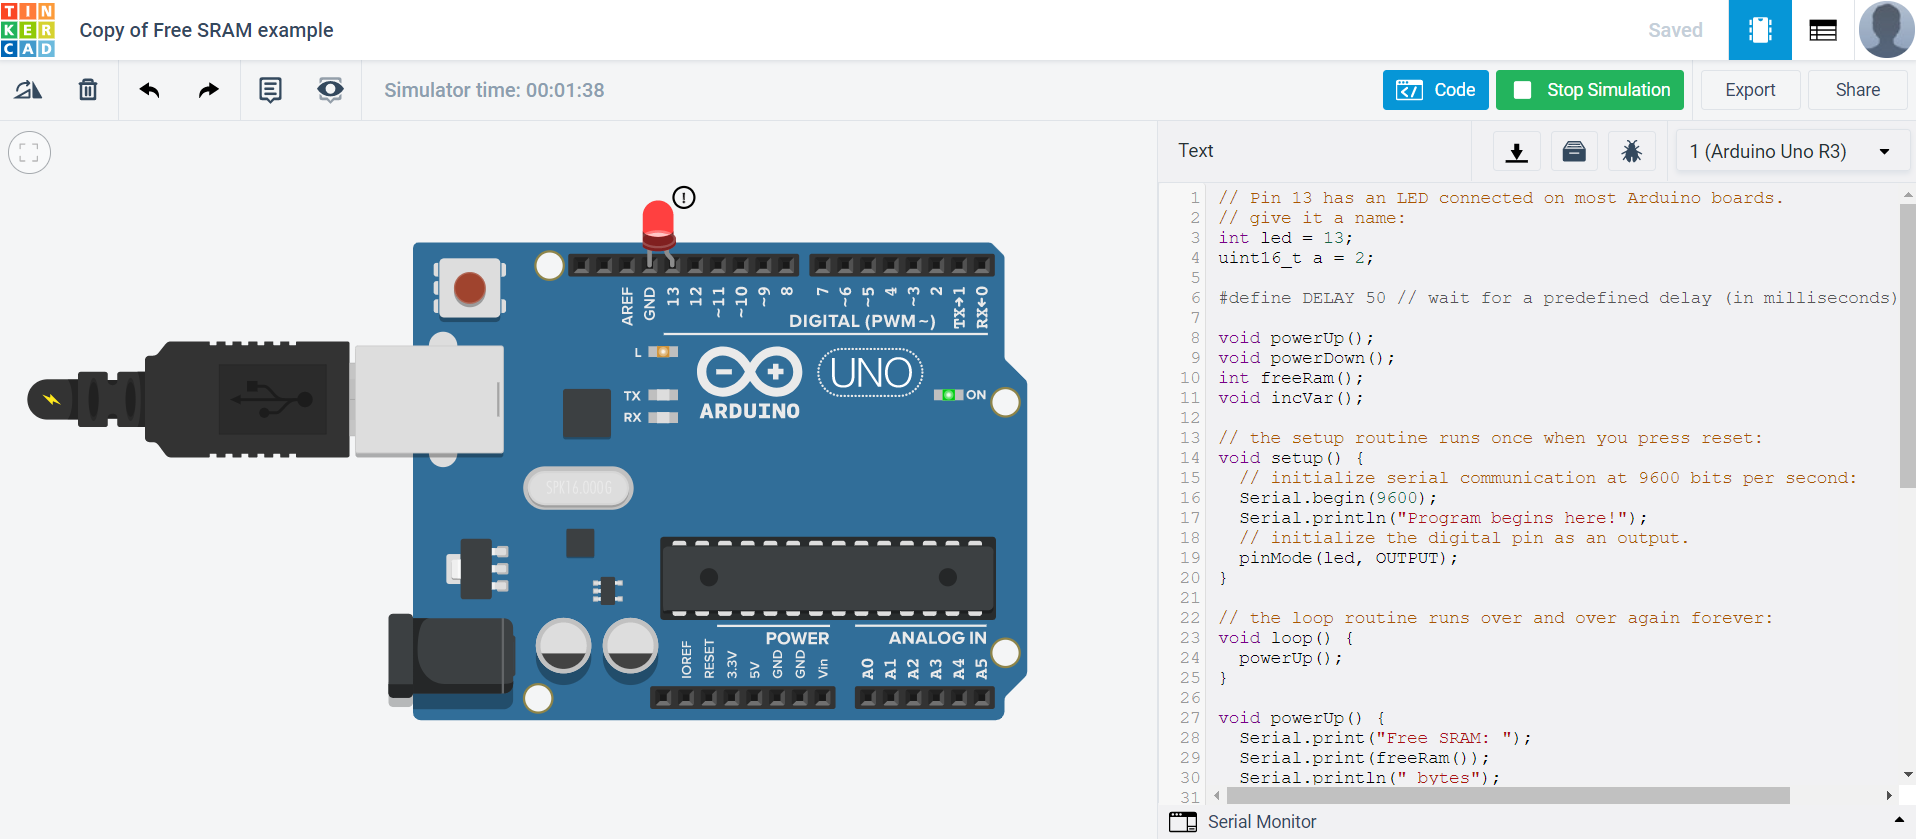 TIN
KER
CAD
Copy of Free SRAM example
Saved
Simulator time: 00:01:38
Code
Stop Simulation
Export
Share
Text
1 (Arduino Uno R3)
AREF
GND
13
12
~11
~10
~9
8
7
~6
~5
4
~3
2
TX→1
RX←0
DIGITAL (PWM~)
L
TX
RX
UNO
ARDUINO
ON
SPK16.000G
POWER
ANALOG IN
IOREF
RESET
3.3V
5V
GND
GND
Vin
A0
A1
A2
A3
A4
A5
1 // Pin 13 has an LED connected on most Arduino boards.
2 // give it a name:
3 int led = 13;
4 uint16_t a = 2;
5
6 #define DELAY 50 // wait for a predefined delay (in milliseconds)
7
8 void powerUp();
9 void powerDown();
10 int freeRam();
11 void incVar();
12
13 // the setup routine runs once when you press reset:
14 void setup() {
15 // initialize serial communication at 9600 bits per second:
16 Serial.begin(9600);
17 Serial.println("Program begins here!");
18 // initialize the digital pin as an output.
19 pinMode(led, OUTPUT);
20 }
21
22 // the loop routine runs over and over again forever:
23 void loop() {
24 powerUp();
25 }
26
27 void powerUp() {
28 Serial.print("Free SRAM: ");
29 Serial.print(freeRam());
30 Serial.println(" bytes");
31
Serial Monitor